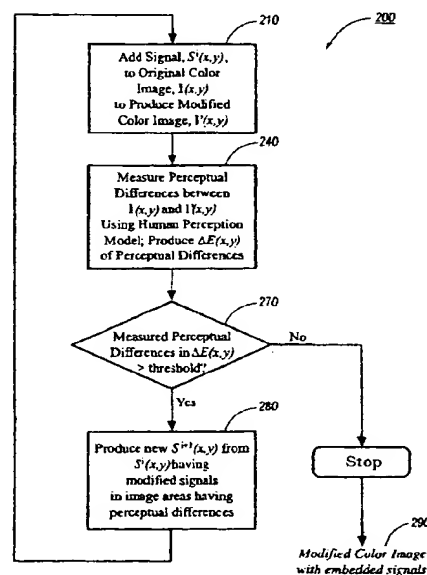 210
200
Add Signal, Sⁱ(x,y),
to Original Color
Image, I(x,y)
to Produce Modified
Color Image, I'(x,y)
240
Measure Perceptual
Differences between
I(x,y) and I'(x,y)
Using Human Perception
Model; Produce ΔE(x,y)
of Perceptual Differences
270
Measured Perceptual
Differences in ΔE(x,y)
> threshold?
No
Yes
280
Produce new Sⁱ⁺¹(x,y) from
Sⁱ(x,y) having
modified signals
in image areas having
perceptual differences
Stop
290
Modified Color Image
with embedded signals